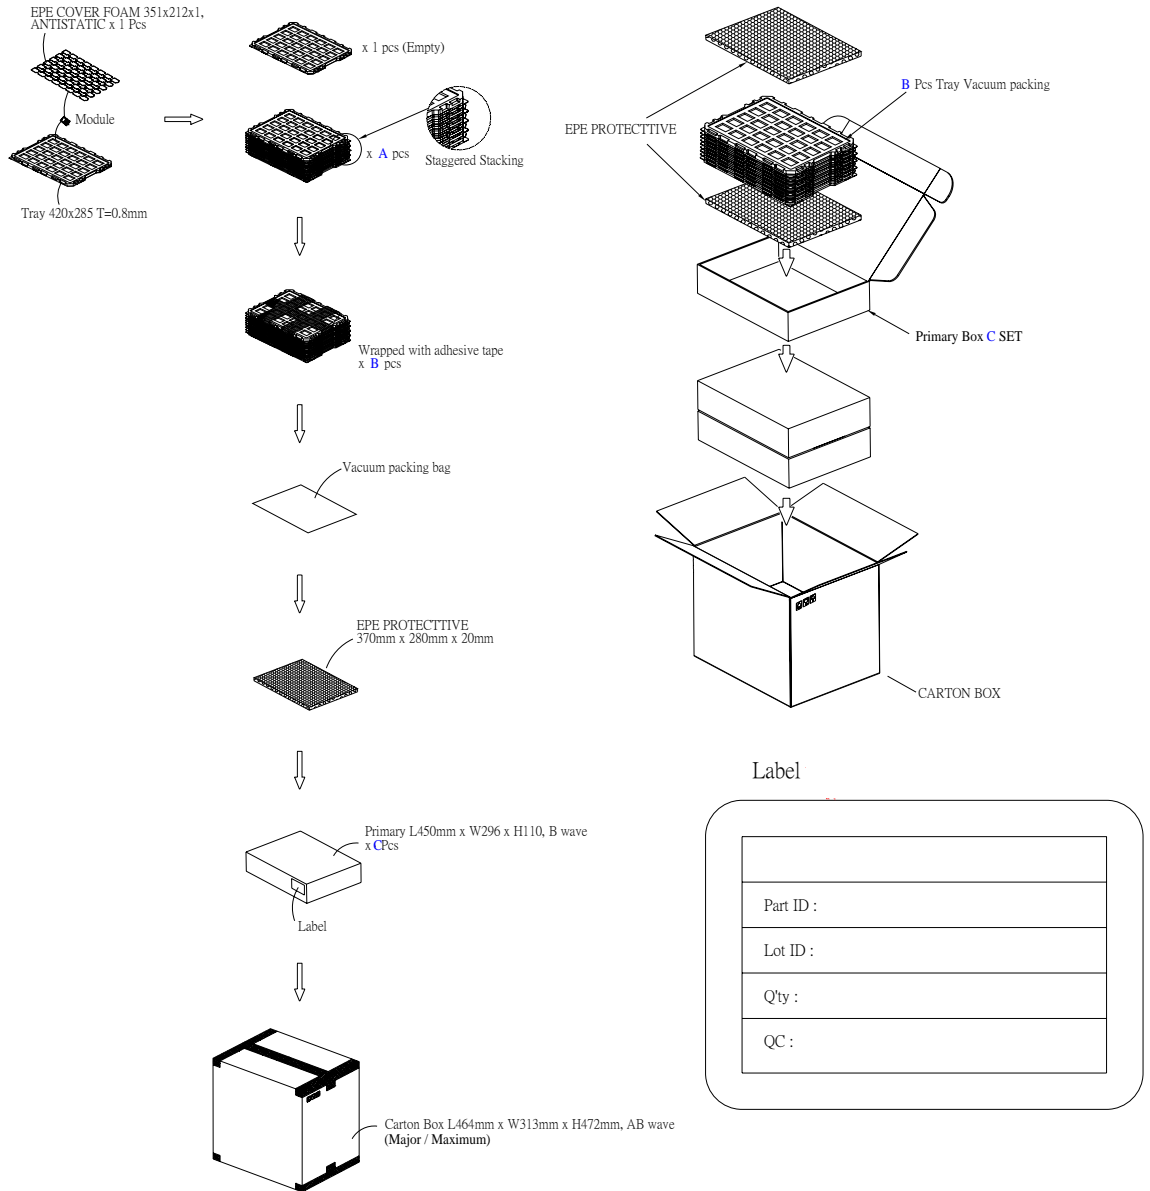 EPE COVER FOAM 351x212x1,
ANTISTATIC x 1 Pcs
Module
Tray 420x285 T=0.8mm
x 1 pcs (Empty)
x A pcs
Staggered Stacking
Wrapped with adhesive tape
x B pcs
Vacuum packing bag
EPE PROTECTTIVE
370mm x 280mm x 20mm
Primary L450mm x W296 x H110, B wave
x CPcs
Label
Carton Box L464mm x W313mm x H472mm, AB wave
(Major / Maximum)
B Pcs Tray Vacuum packing
EPE PROTECTTIVE
Primary Box C SET
CARTON BOX
Label
Part ID :
Lot ID :
Q'ty :
QC :